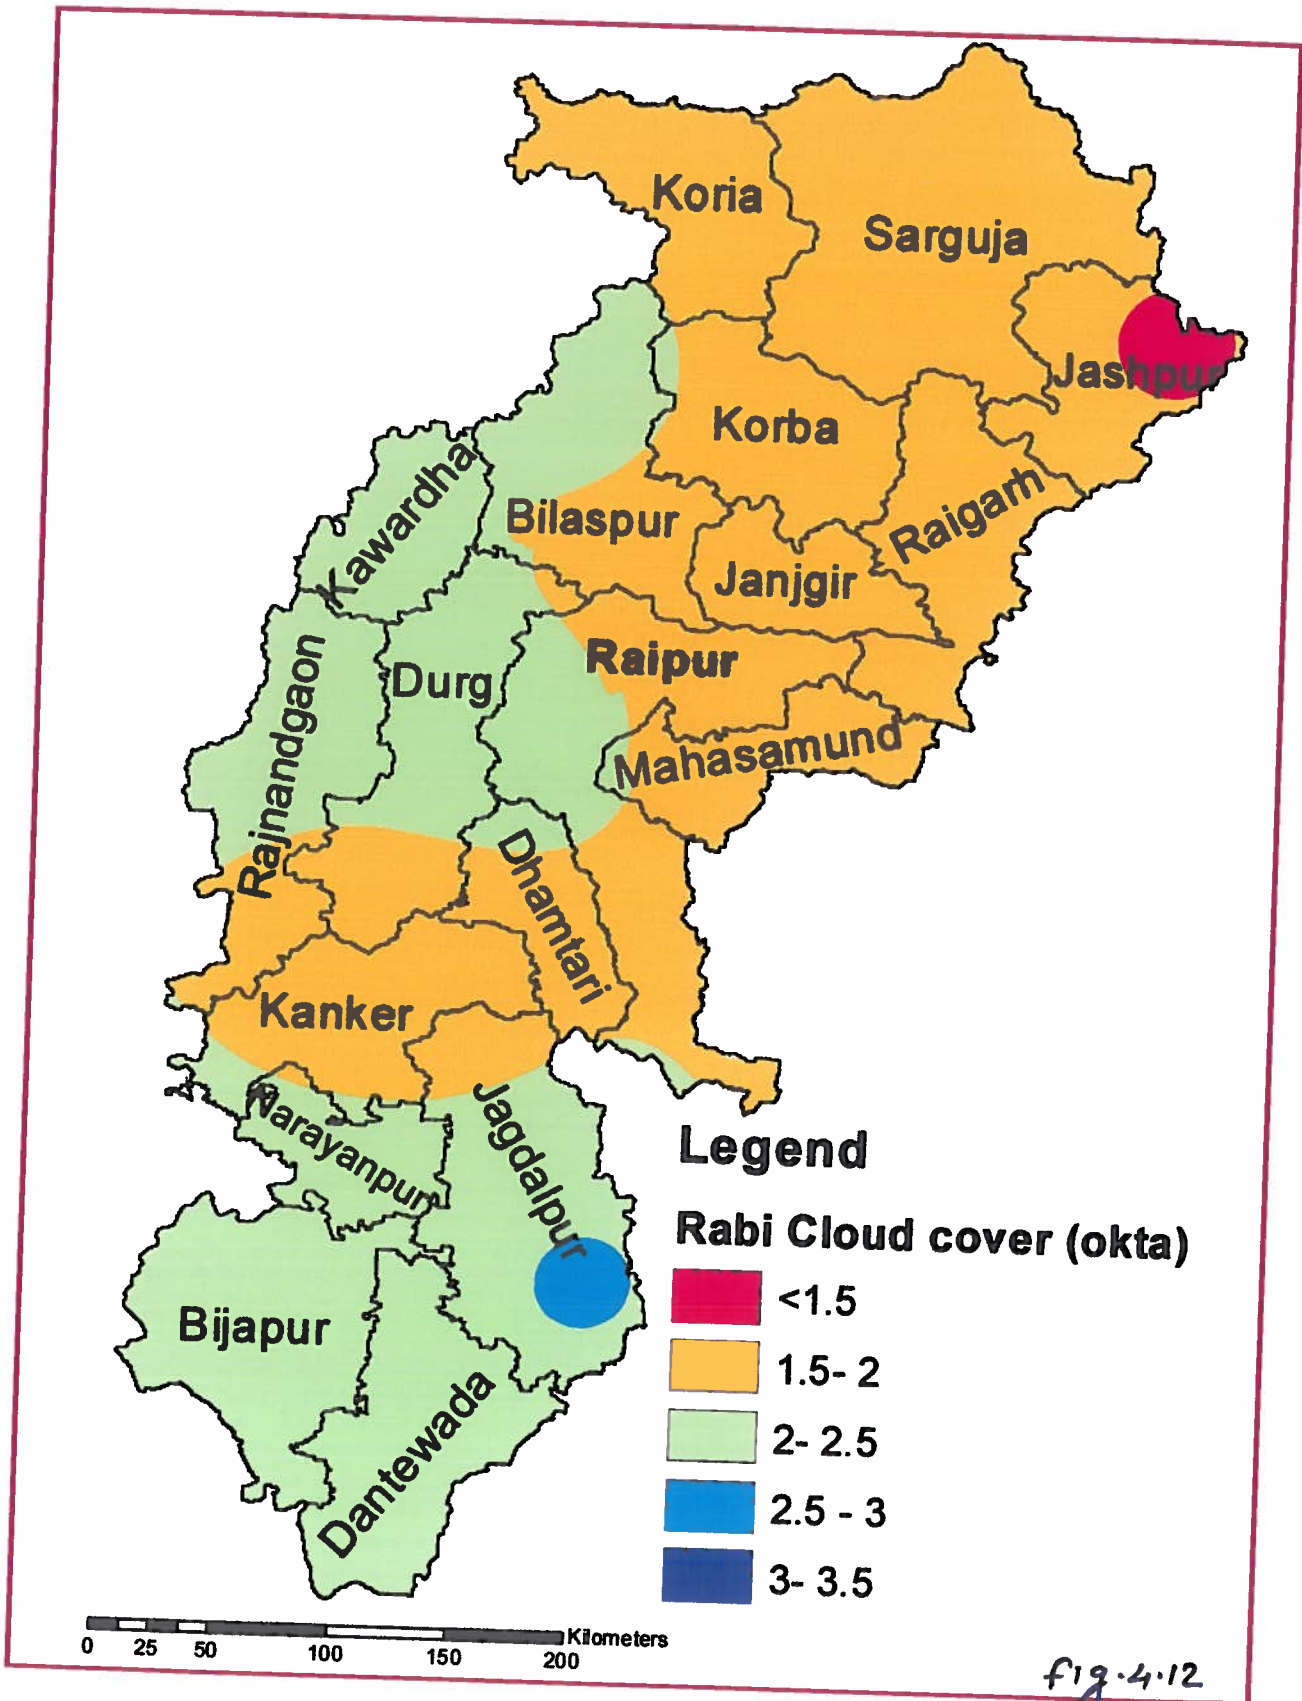 Koria
Sarguja
Jashpur
Korba
Kawardha
Raigarh
Bilaspur
Janjgir
Raipur
Durg
Rajnandgaon
Mahasamund
Dhamtari
Kanker
Narayanpur
Jagdalpur
Bijapur
Dantewada
Legend
Rabi Cloud cover (okta)
<1.5
1.5- 2
2- 2.5
2.5 - 3
3- 3.5
0 25 50 100 150 200 Kilometers
fig.4.12